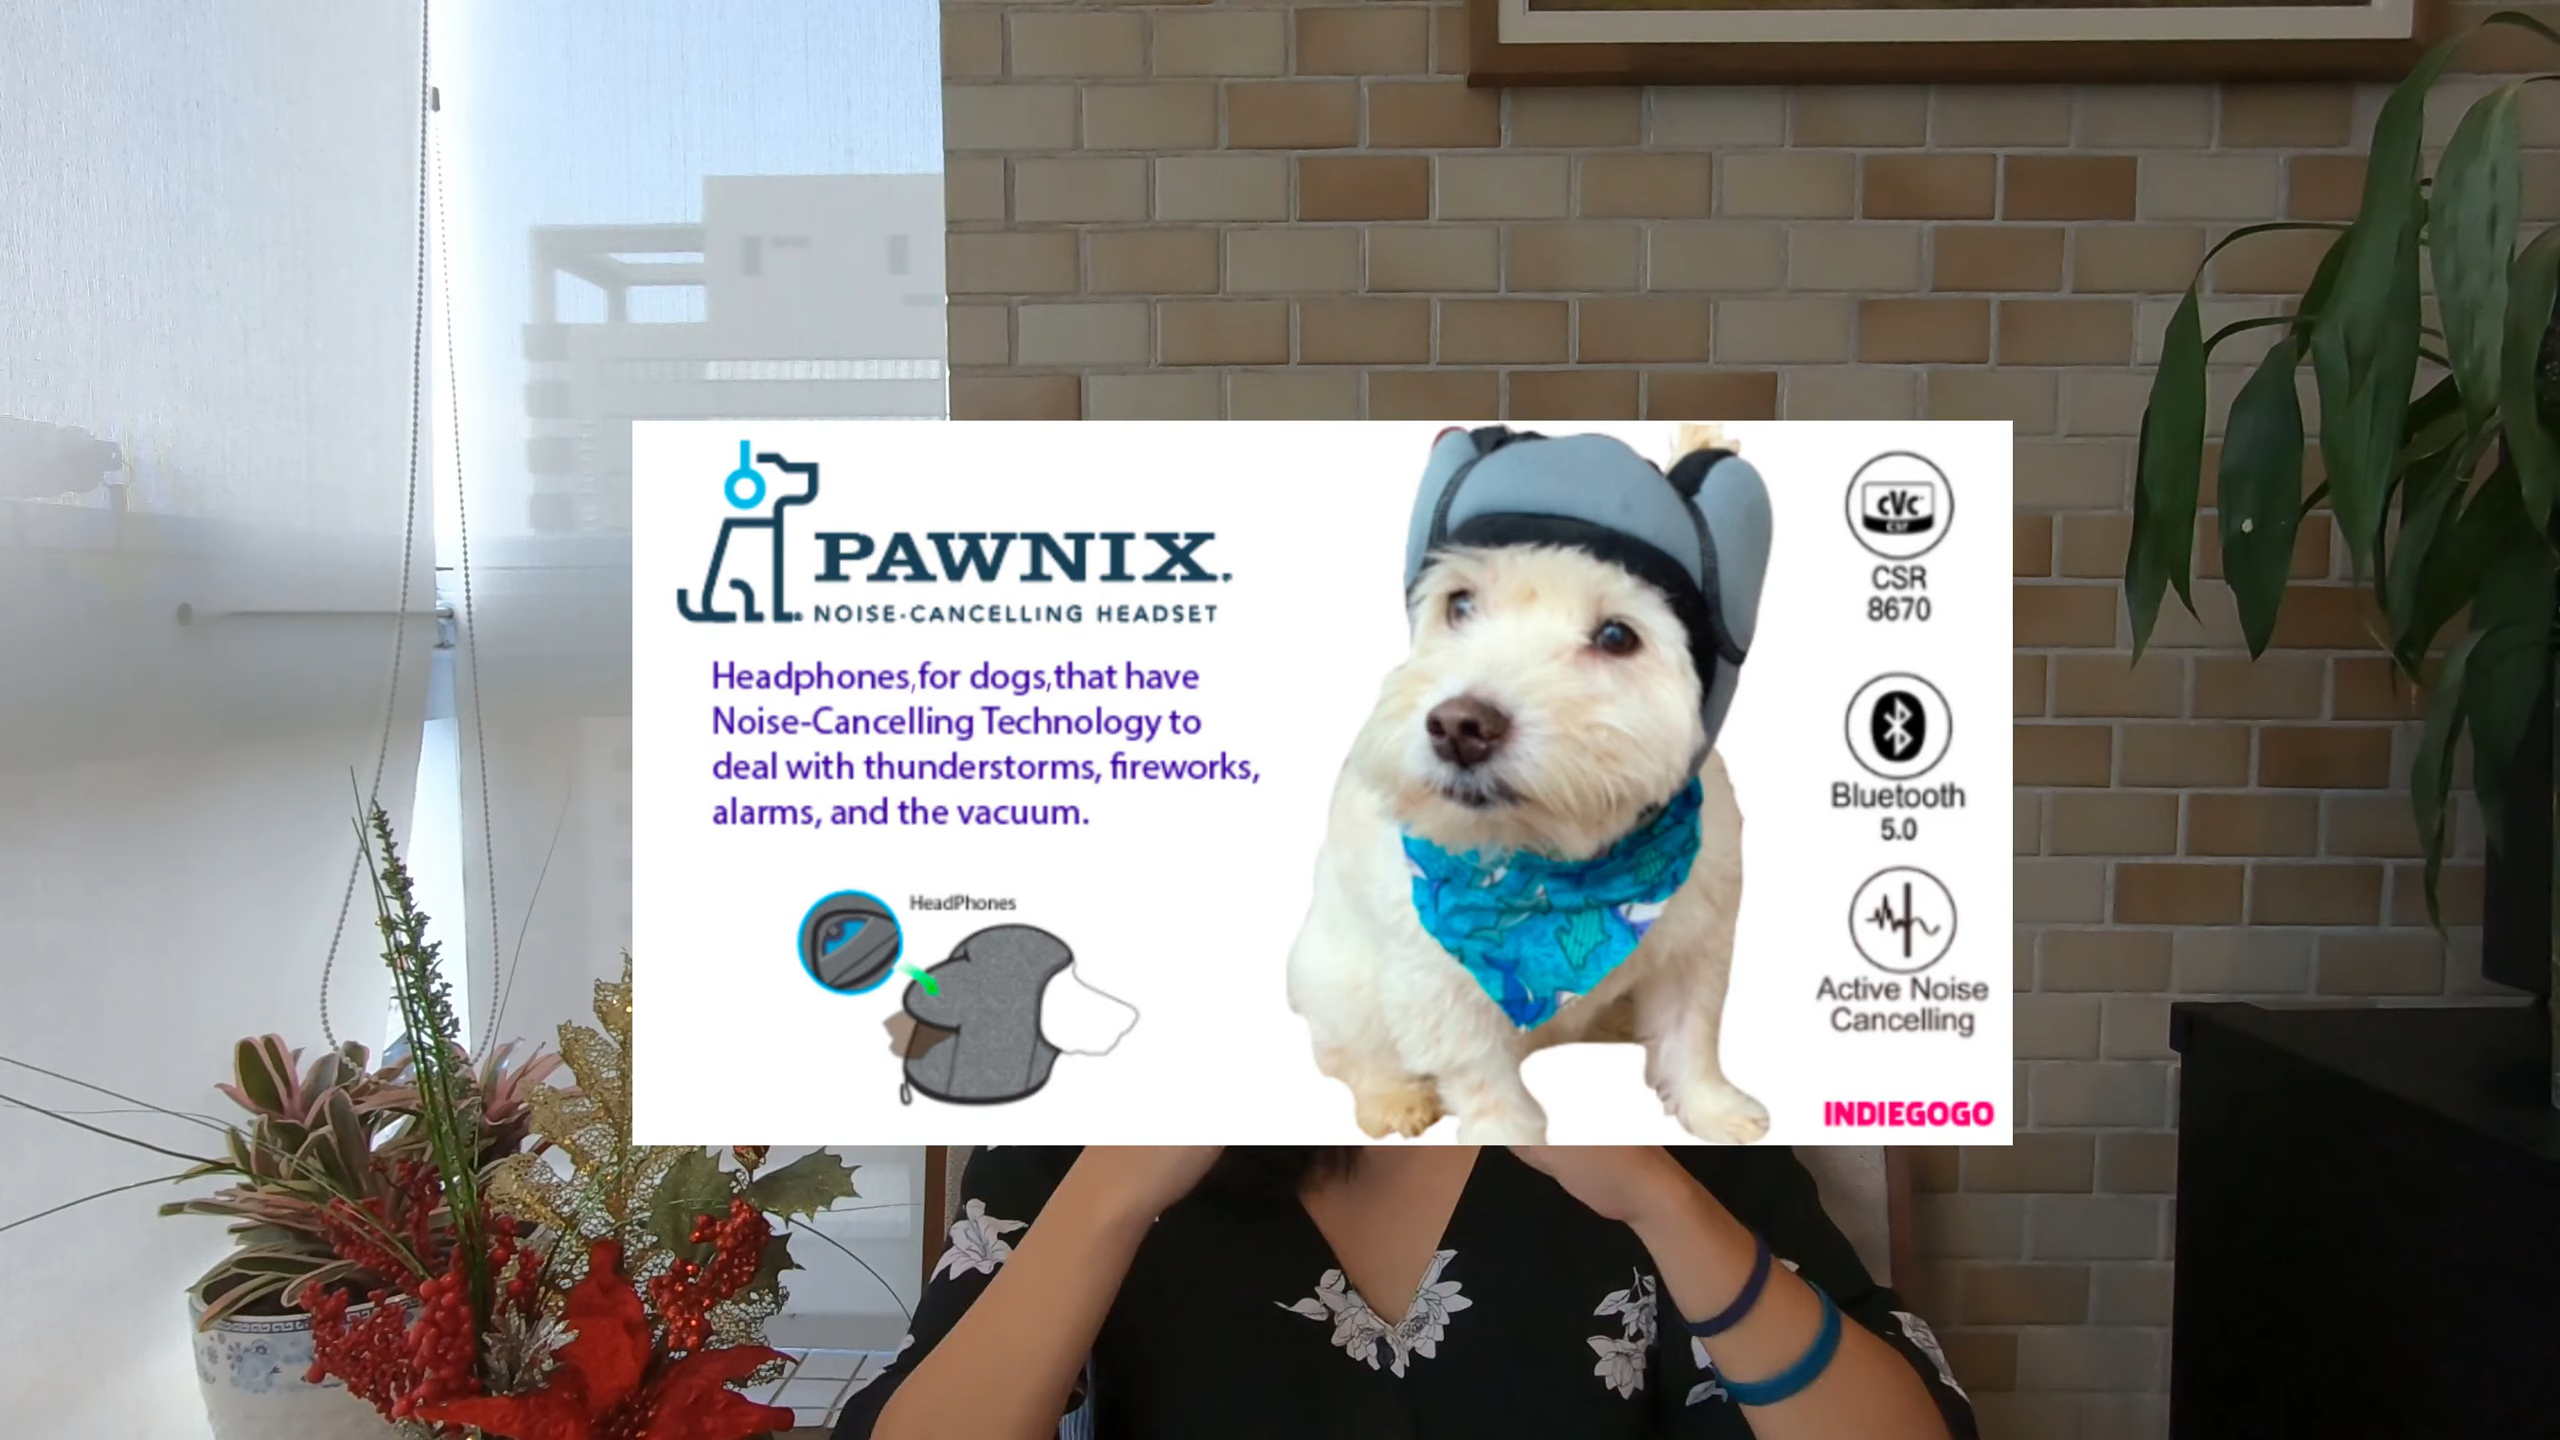 PAWNIX.
NOISE-CANCELLING HEADSET
Headphones,for dogs,that have
Noise-Cancelling Technology to
deal with thunderstorms, fireworks,
alarms, and the vacuum.
HeadPhones
cVc
CSR
CSR
8670
Bluetooth
5.0
Active Noise
Cancelling
INDIEGOGO